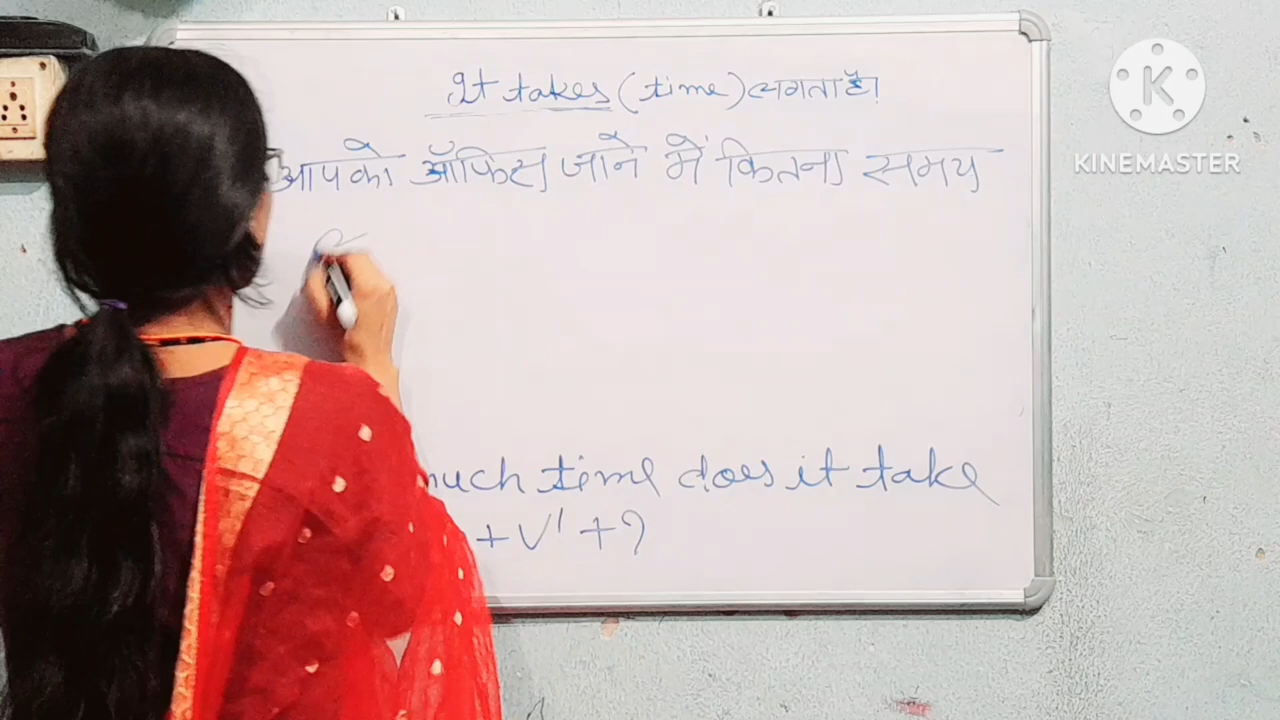 It takes (time) लगता है।
आपको ऑफिस जाने में कितना समय
much time does it take
+ V¹ + ?
KINEMASTER